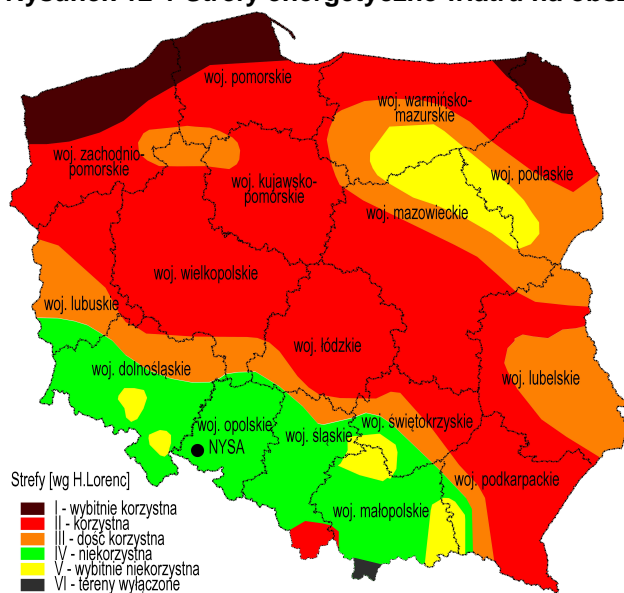 woj. pomorskie
woj. warmińsko-
mazurskie
woj. zachodnio-
pomorskie
woj. podlaskie
woj. kujawsko-
pomorskie
woj. mazowieckie
woj. wielkopolskie
woj. lubuskie
woj. łódzkie
woj. dolnośląskie
woj. lubelskie
woj. opolskie
woj. śląskie
woj. świętokrzyskie
NYSA
woj. podkarpackie
woj. małopolskie
Strefy [wg H.Lorenc]
I - wybitnie korzystna
II - korzystna
III - dość korzystna
IV - niekorzystna
V - wybitnie niekorzystna
VI - tereny wyłączone